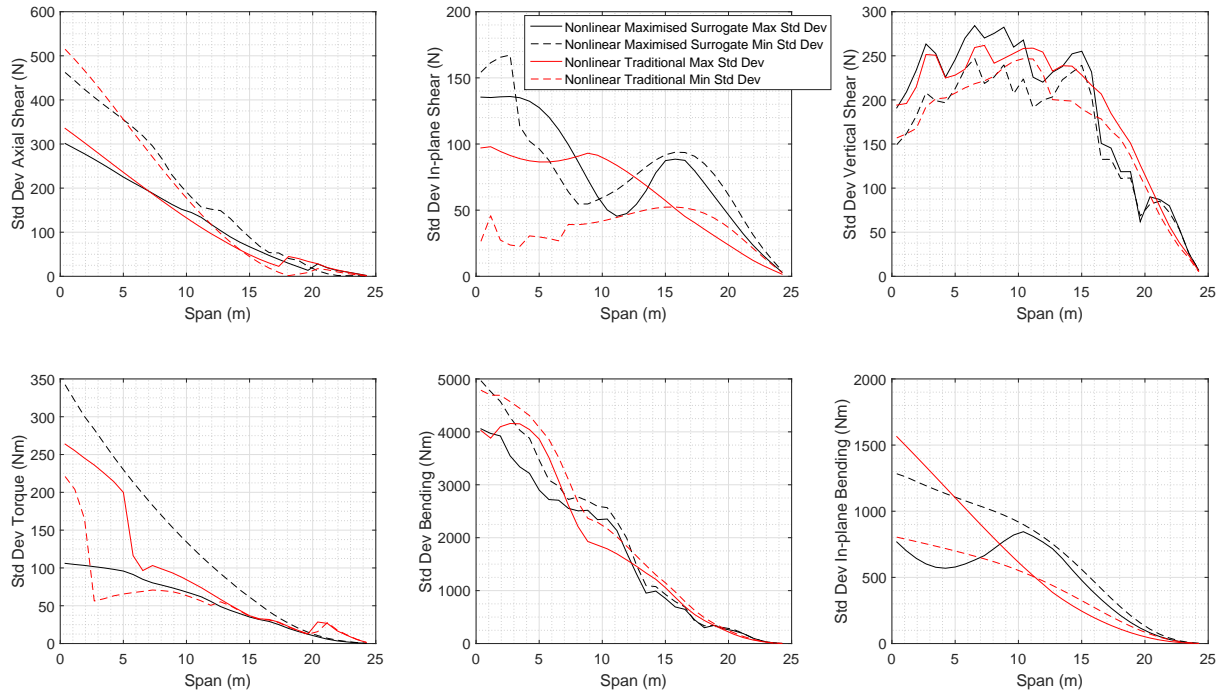 600
500
400
300
200
100
0
0 5 10 15 20 25
Span (m)
Std Dev Axial Shear (N)
200
150
100
50
0
0 5 10 15 20 25
Span (m)
Std Dev In-plane Shear (N)
Nonlinear Maximised Surrogate Max Std Dev
Nonlinear Maximised Surrogate Min Std Dev
Nonlinear Traditional Max Std Dev
Nonlinear Traditional Min Std Dev
300
250
200
150
100
50
0
0 5 10 15 20 25
Span (m)
Std Dev Vertical Shear (N)
350
300
250
200
150
100
50
0
0 5 10 15 20 25
Span (m)
Std Dev Torque (Nm)
5000
4000
3000
2000
1000
0
0 5 10 15 20 25
Span (m)
Std Dev Bending (Nm)
2000
1500
1000
500
0
0 5 10 15 20 25
Span (m)
Std Dev In-plane Bending (Nm)